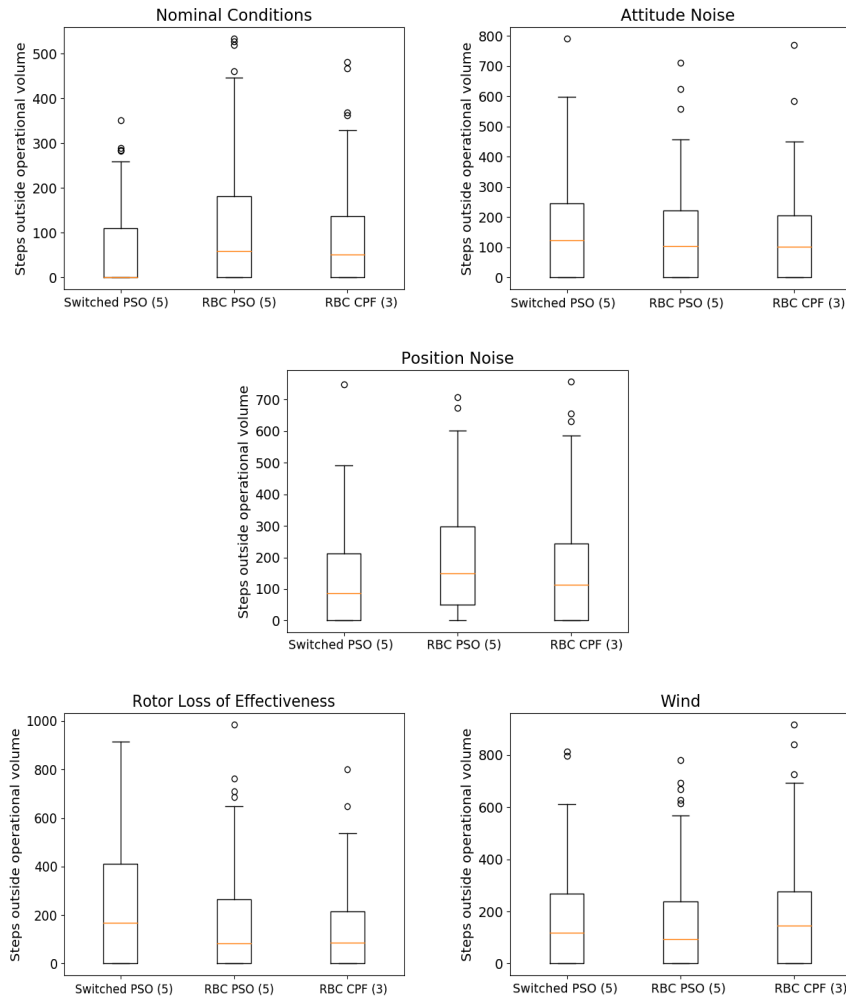 Nominal Conditions
Steps outside operational volume
500
400
300
200
100
0
Switched PSO (5) RBC PSO (5) RBC CPF (3)
Attitude Noise
Steps outside operational volume
800
700
600
500
400
300
200
100
0
Switched PSO (5) RBC PSO (5) RBC CPF (3)
Position Noise
Steps outside operational volume
700
600
500
400
300
200
100
0
Switched PSO (5) RBC PSO (5) RBC CPF (3)
Rotor Loss of Effectiveness
Steps outside operational volume
1000
800
600
400
200
0
Switched PSO (5) RBC PSO (5) RBC CPF (3)
Wind
Steps outside operational volume
800
600
400
200
0
Switched PSO (5) RBC PSO (5) RBC CPF (3)